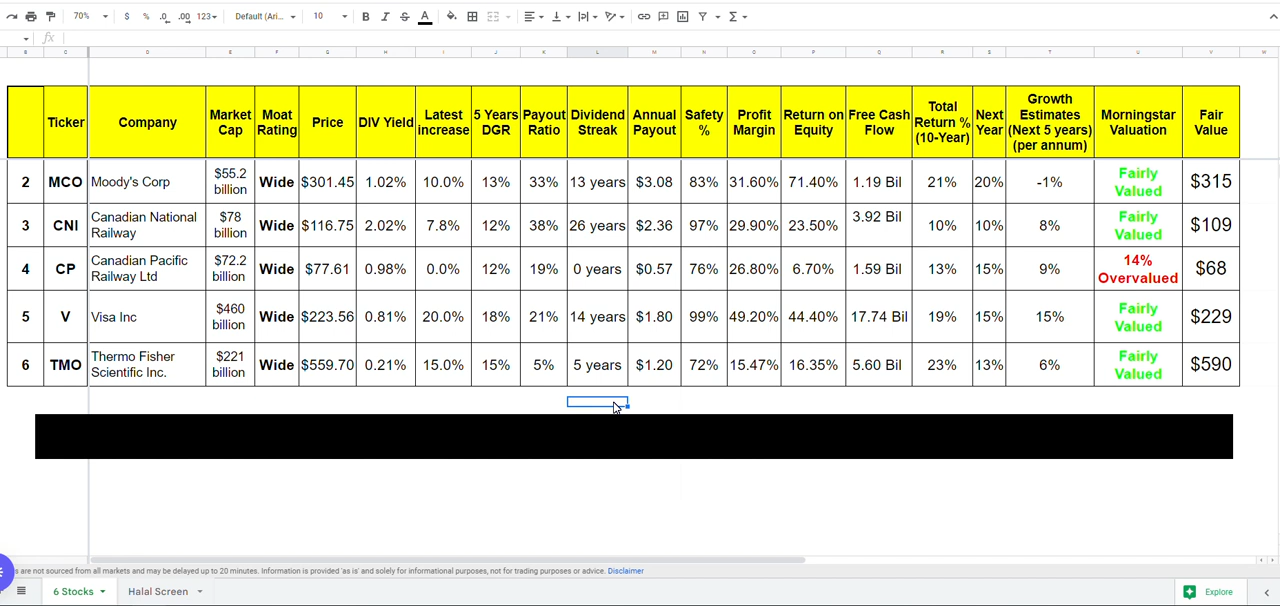 70% $ % .0 .00 123 Default (Ari... 10 B I S A
fx
B C D E F G H I J K L M N O P Q R S T U V W
Ticker Company Market Cap Moat Rating Price DIV Yield Latest increase 5 Years DGR Payout Ratio Dividend Streak Annual Payout Safety % Profit Margin Return on Equity Free Cash Flow Total Return % (10-Year) Next Year Growth Estimates (Next 5 years) (per annum) Morningstar Valuation Fair Value
2 MCO Moody's Corp $55.2 billion Wide $301.45 1.02% 10.0% 13% 33% 13 years $3.08 83% 31.60% 71.40% 1.19 Bil 21% 20% -1% Fairly Valued $315
3 CNI Canadian National Railway $78 billion Wide $116.75 2.02% 7.8% 12% 38% 26 years $2.36 97% 29.90% 23.50% 3.92 Bil 10% 10% 8% Fairly Valued $109
4 CP Canadian Pacific Railway Ltd $72.2 billion Wide $77.61 0.98% 0.0% 12% 19% 0 years $0.57 76% 26.80% 6.70% 1.59 Bil 13% 15% 9% 14% Overvalued $68
5 V Visa Inc $460 billion Wide $223.56 0.81% 20.0% 18% 21% 14 years $1.80 99% 49.20% 44.40% 17.74 Bil 19% 15% 15% Fairly Valued $229
6 TMO Thermo Fisher Scientific Inc. $221 billion Wide $559.70 0.21% 15.0% 15% 5% 5 years $1.20 72% 15.47% 16.35% 5.60 Bil 23% 13% 6% Fairly Valued $590
s are not sourced from all markets and may be delayed up to 20 minutes. Information is provided 'as is' and solely for informational purposes, not for trading purposes or advice. Disclaimer
6 Stocks Halal Screen Explore